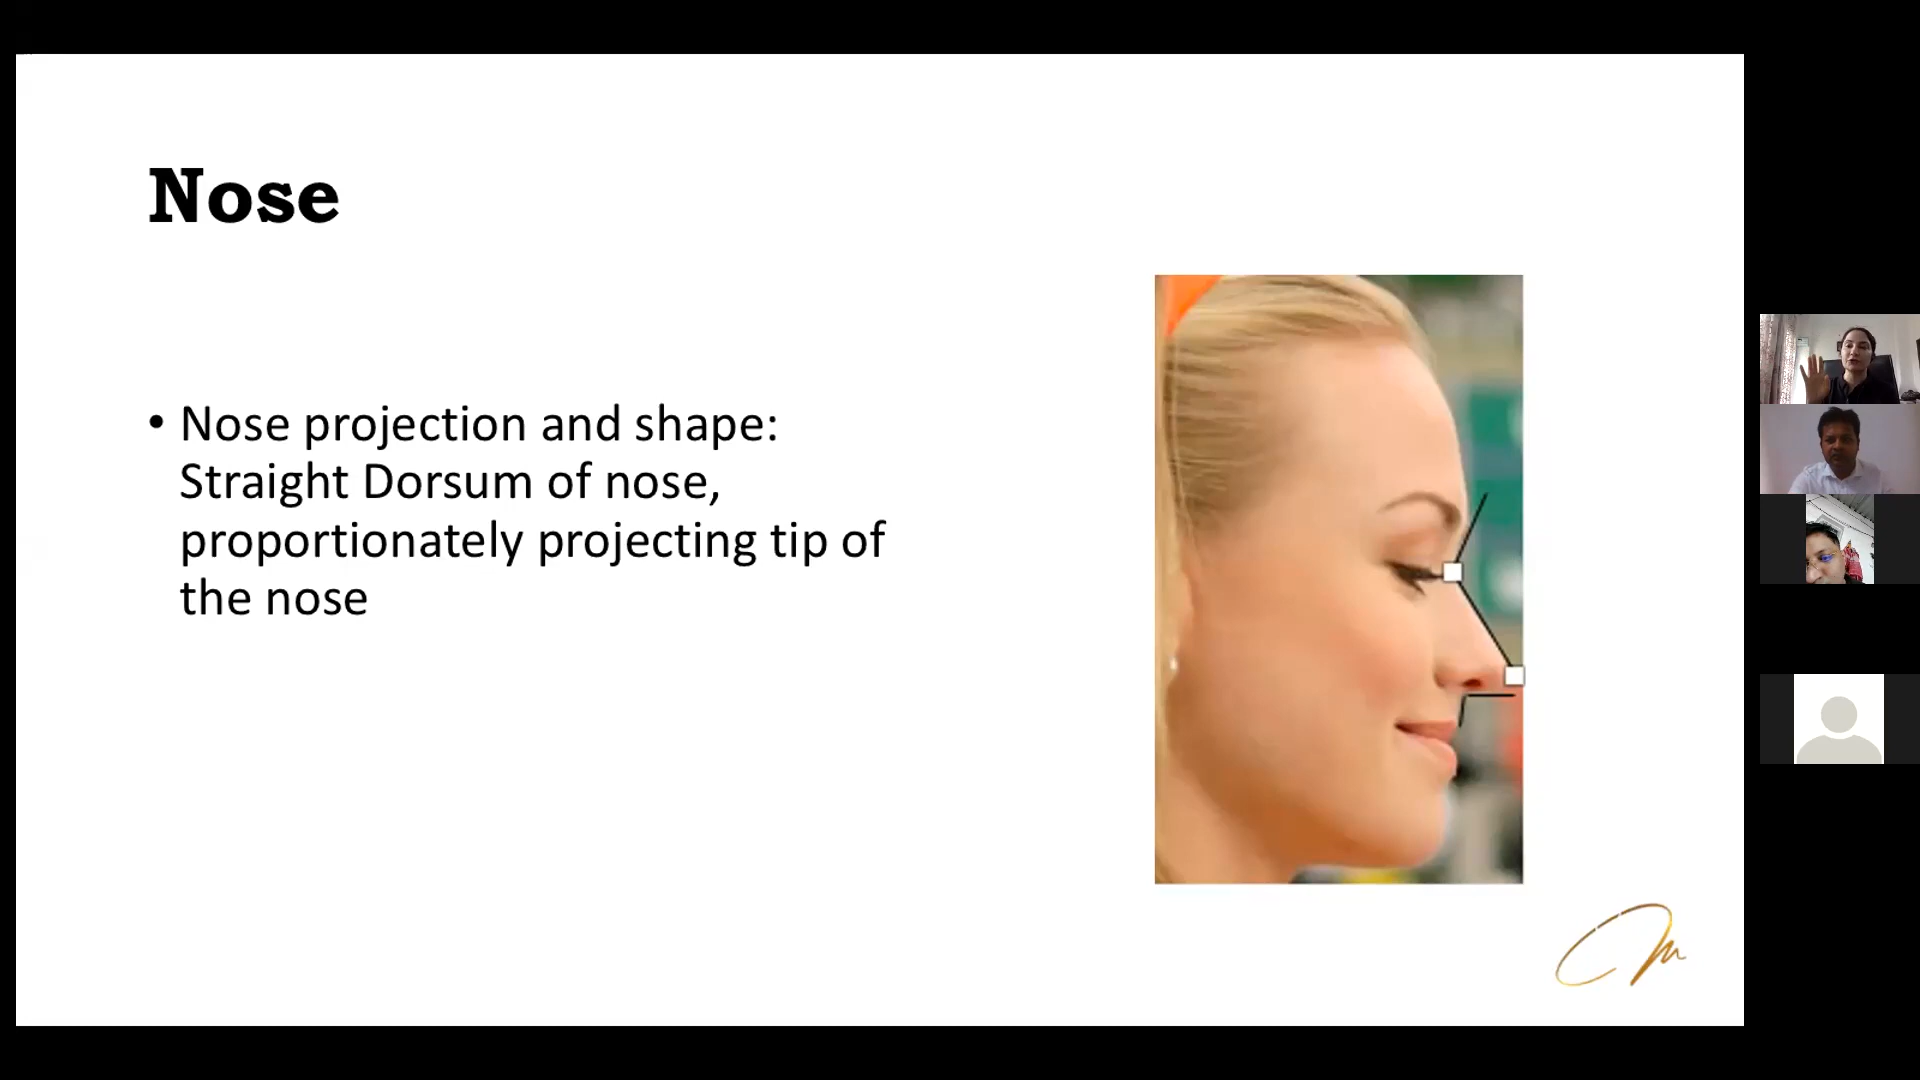 Nose
• Nose projection and shape:
Straight Dorsum of nose,
proportionately projecting tip of
the nose